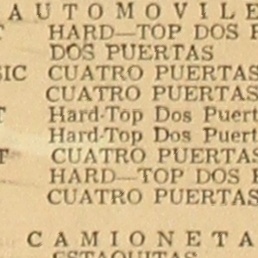 AUTOMOVILE
HARD—TOP DOS P
DOS PUERTAS
SIC CUATRO PUERTAS
CUATRO PUERTAS
T Hard-Top Dos Puert
Hard-Top Dos Puert
T CUATRO PUERTAS
HARD—TOP DOS P
CUATRO PUERTAS
CAMIONETA
ESTAQUITAS